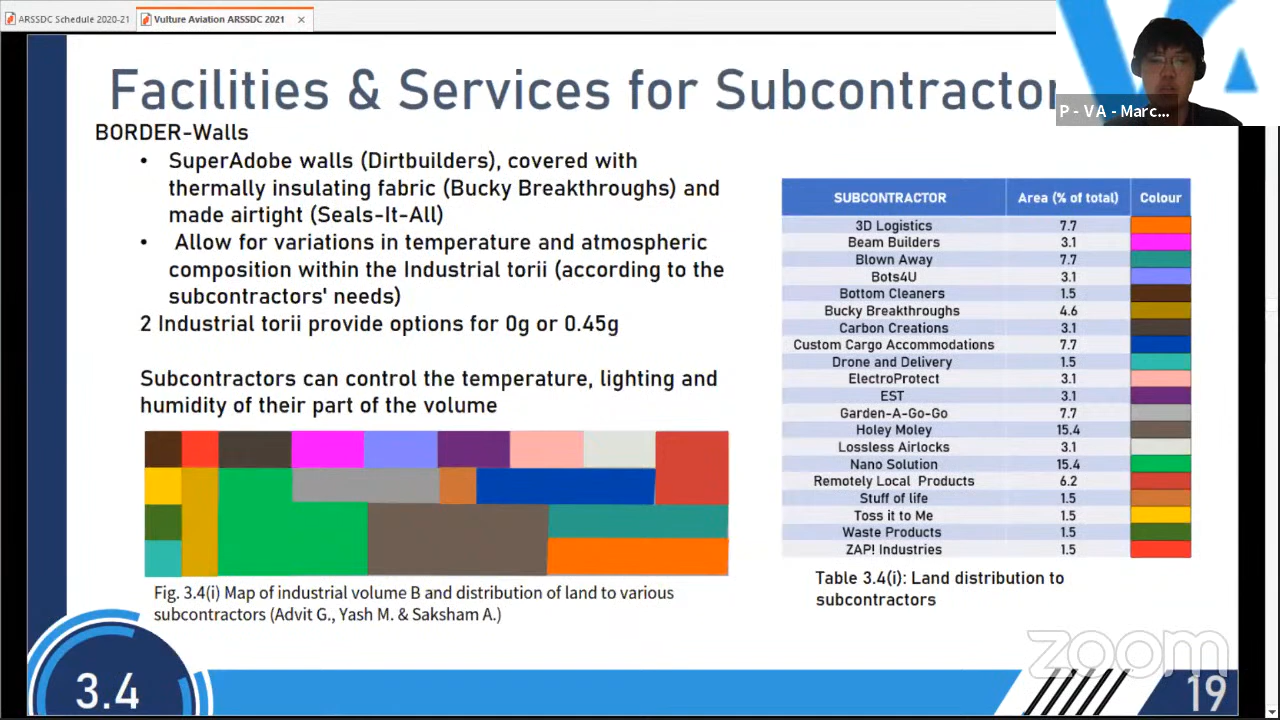 ARSSDC Schedule 2020-21
Vulture Aviation ARSSDC 2021
Facilities & Services for Subcontractor
P - V A - Marc...
BORDER-Walls
• SuperAdobe walls (Dirtbuilders), covered with
thermally insulating fabric (Bucky Breakthroughs) and
made airtight (Seals-It-All)
• Allow for variations in temperature and atmospheric
composition within the Industrial torii (according to the
subcontractors' needs)
2 Industrial torii provide options for 0g or 0.45g
Subcontractors can control the temperature, lighting and
humidity of their part of the volume
Fig. 3.4(i) Map of industrial volume B and distribution of land to various
subcontractors (Advit G., Yash M. & Saksham A.)
SUBCONTRACTOR Area (% of total) Colour
3D Logistics 7.7
Beam Builders 3.1
Blown Away 7.7
Bots4U 3.1
Bottom Cleaners 1.5
Bucky Breakthroughs 4.6
Carbon Creations 3.1
Custom Cargo Accommodations 7.7
Drone and Delivery 1.5
ElectroProtect 3.1
EST 3.1
Garden-A-Go-Go 7.7
Holey Moley 15.4
Lossless Airlocks 3.1
Nano Solution 15.4
Remotely Local Products 6.2
Stuff of life 1.5
Toss it to Me 1.5
Waste Products 1.5
ZAP! Industries 1.5
Table 3.4(i): Land distribution to
subcontractors
zoom
3.4
19